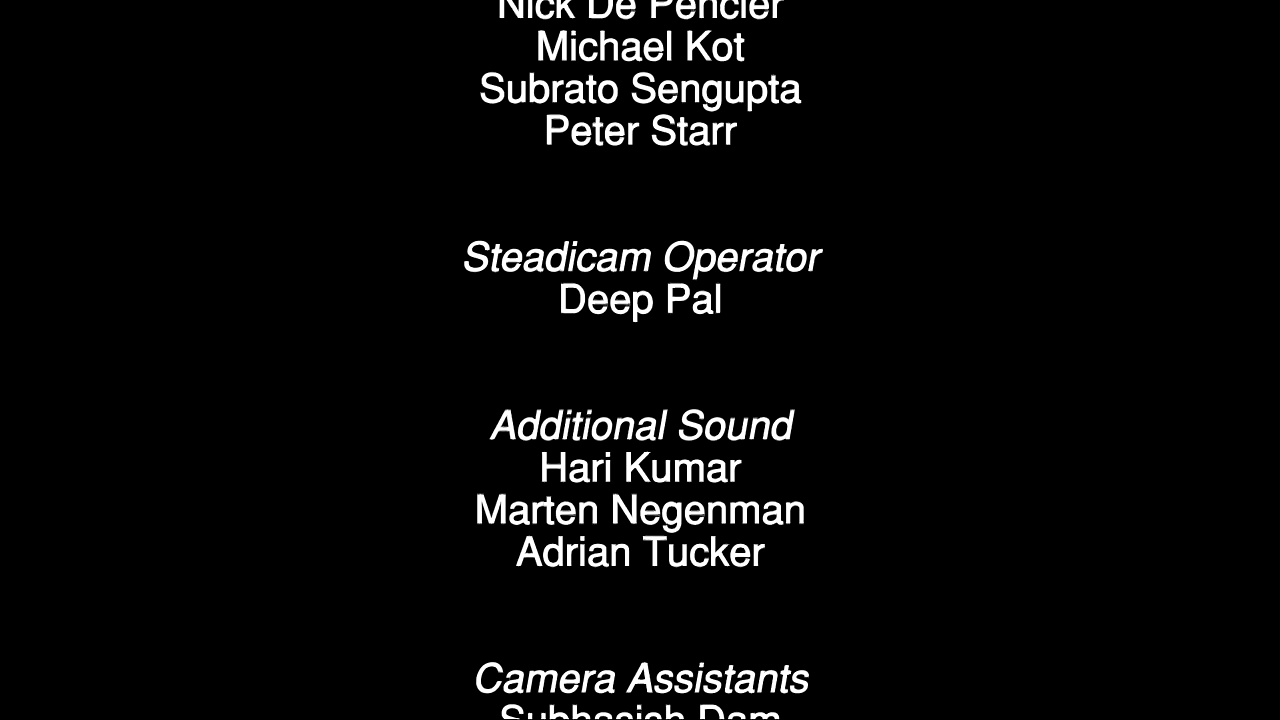 Nick De Pencier
Michael Kot
Subrato Sengupta
Peter Starr
Steadicam Operator
Deep Pal
Additional Sound
Hari Kumar
Marten Negenman
Adrian Tucker
Camera Assistants
Subhasish Dam